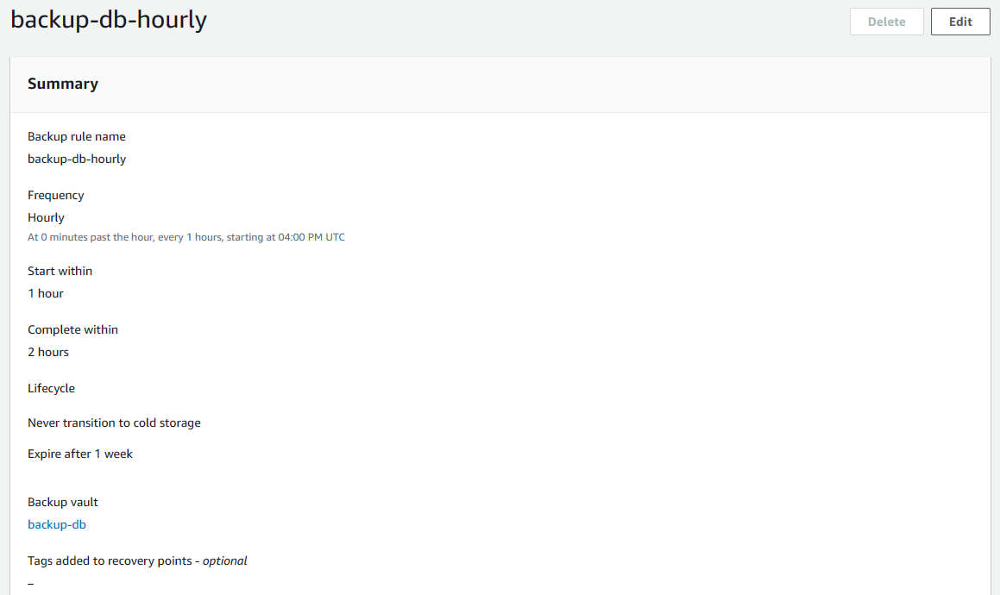 backup-db-hourly
Delete
Edit
Summary
Backup rule name
backup-db-hourly
Frequency
Hourly
At 0 minutes past the hour, every 1 hours, starting at 04:00 PM UTC
Start within
1 hour
Complete within
2 hours
Lifecycle
Never transition to cold storage
Expire after 1 week
Backup vault
backup-db
Tags added to recovery points - optional
–